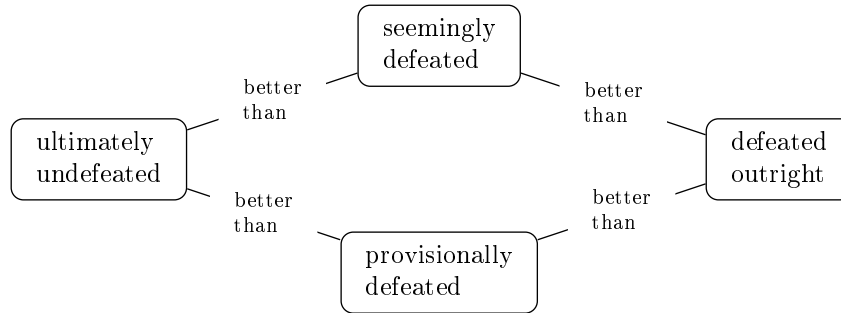 seemingly
defeated
better
than
better
than
ultimately
undefeated
defeated
outright
better
than
better
than
provisionally
defeated